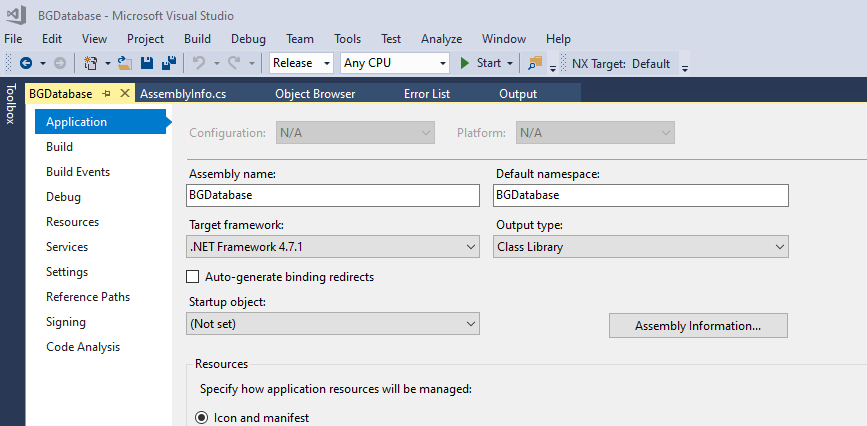 BGDatabase - Microsoft Visual Studio
File Edit View Project Build Debug Team Tools Test Analyze Window Help
Release Any CPU Start NX Target: Default
Toolbox
BGDatabase AssemblyInfo.cs Object Browser Error List Output
Application
Build
Build Events
Debug
Resources
Services
Settings
Reference Paths
Signing
Code Analysis
Configuration: N/A Platform: N/A
Assembly name: Default namespace:
BGDatabase BGDatabase
Target framework: Output type:
.NET Framework 4.7.1 Class Library
Auto-generate binding redirects
Startup object:
(Not set) Assembly Information...
Resources
Specify how application resources will be managed:
Icon and manifest